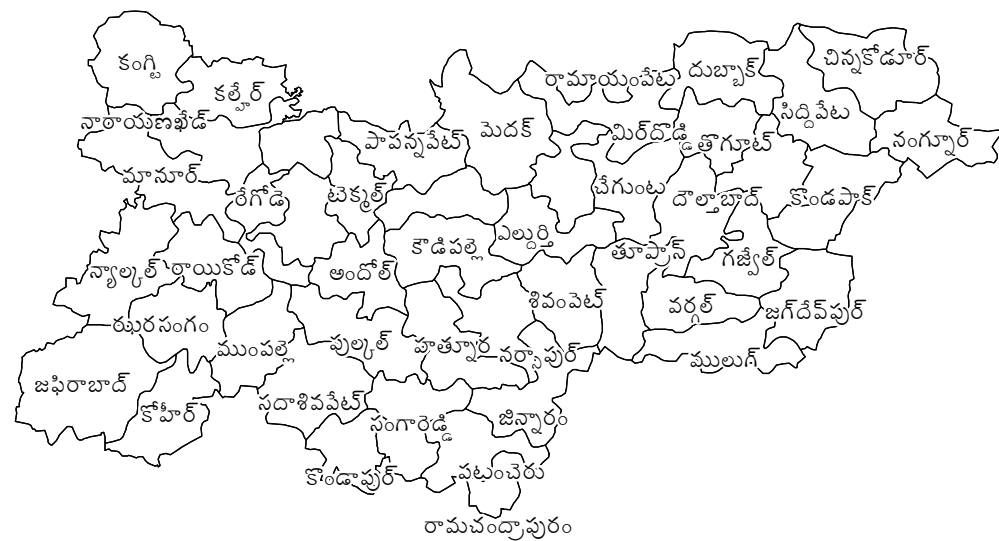 కంగ్టి
కల్హేర్
నారాయణఖేడ్
మానూర్
రేగోడె
టెక్మల్
పాపన్నపేట్
మెదక్
రామాయంపేట
దుబ్బాక్
చిన్నకోడూర్
సిద్దిపేట
నంగ్నూర్
మిర్‌దొడ్డి
తొగూట్
చేగుంట
దౌల్తాబాద్
కొండపాక్
న్యాల్కల్
రాయికోడ్
అందోల్
కౌడిపల్లె
ఎల్దుర్తి
తూప్రాన్
గజ్వేల్
శివంపెట్
వర్గల్
జగ్‌దేవ్‌పుర్
ఝరసంగం
ముంపల్లె
పుల్కల్
హత్నూర
నర్సాపుర్
ములుగ్
జహీరాబాద్
కోహీర్
సదాశివపేట్
సంగారెడ్డి
జిన్నారం
కొండాపుర్
పటంచెరు
రామచంద్రాపురం